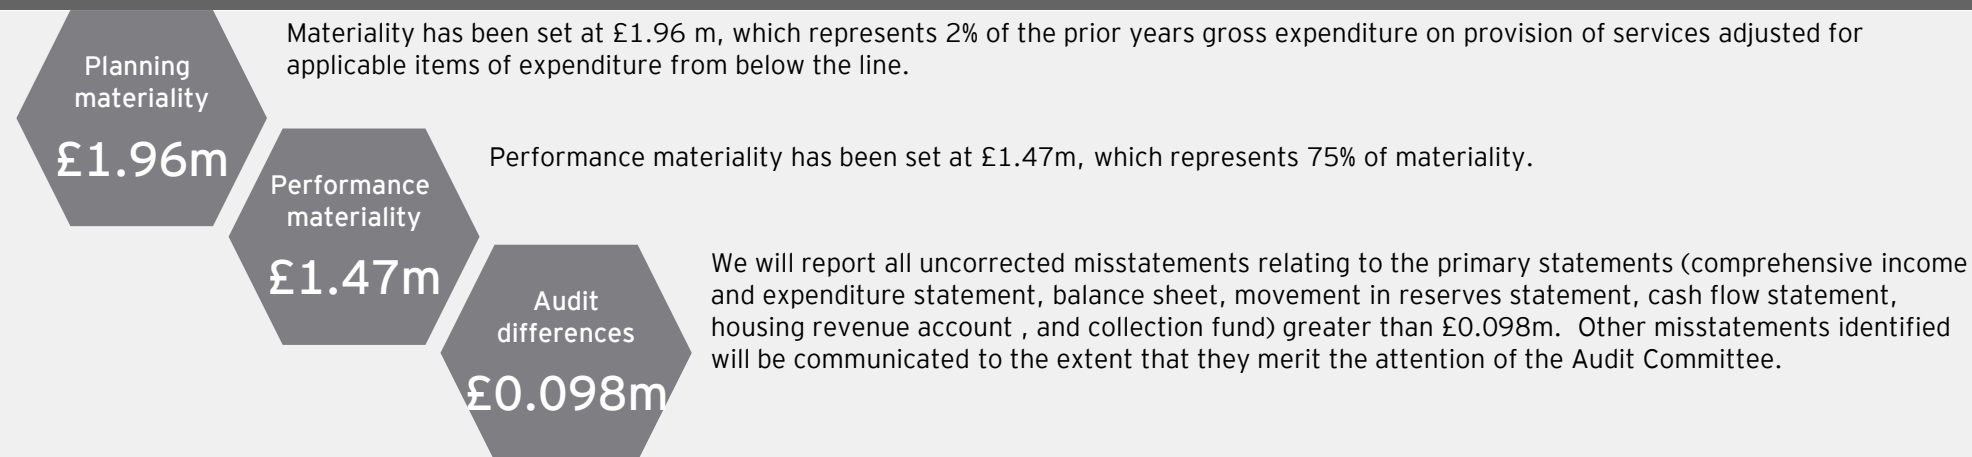 Planning
materiality
£1.96m
Materiality has been set at £1.96 m, which represents 2% of the prior years gross expenditure on provision of services adjusted for
applicable items of expenditure from below the line.
Performance
materiality
£1.47m
Performance materiality has been set at £1.47m, which represents 75% of materiality.
Audit
differences
£0.098m
We will report all uncorrected misstatements relating to the primary statements (comprehensive income
and expenditure statement, balance sheet, movement in reserves statement, cash flow statement,
housing revenue account , and collection fund) greater than £0.098m.  Other misstatements identified
will be communicated to the extent that they merit the attention of the Audit Committee.